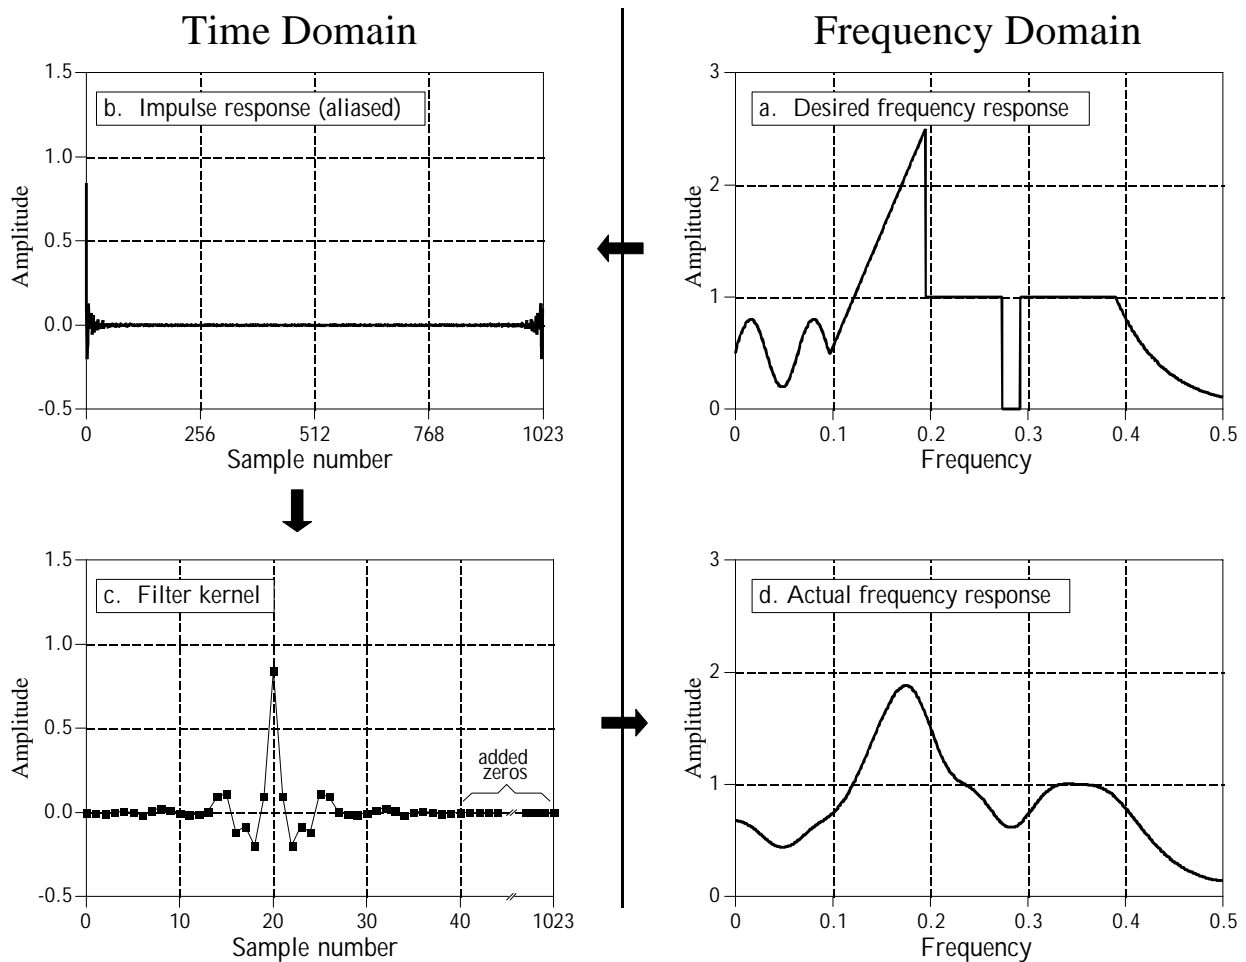 Time Domain
Frequency Domain
b. Impulse response (aliased)
Amplitude
1.5
1.0
0.5
0.0
-0.5
0 256 512 768 1023
Sample number
a. Desired frequency response
Amplitude
3
2
1
0
0 0.1 0.2 0.3 0.4 0.5
Frequency
c. Filter kernel
added
zeros
Amplitude
1.5
1.0
0.5
0.0
-0.5
0 10 20 30 40 1023
Sample number
d. Actual frequency response
Amplitude
3
2
1
0
0 0.1 0.2 0.3 0.4 0.5
Frequency